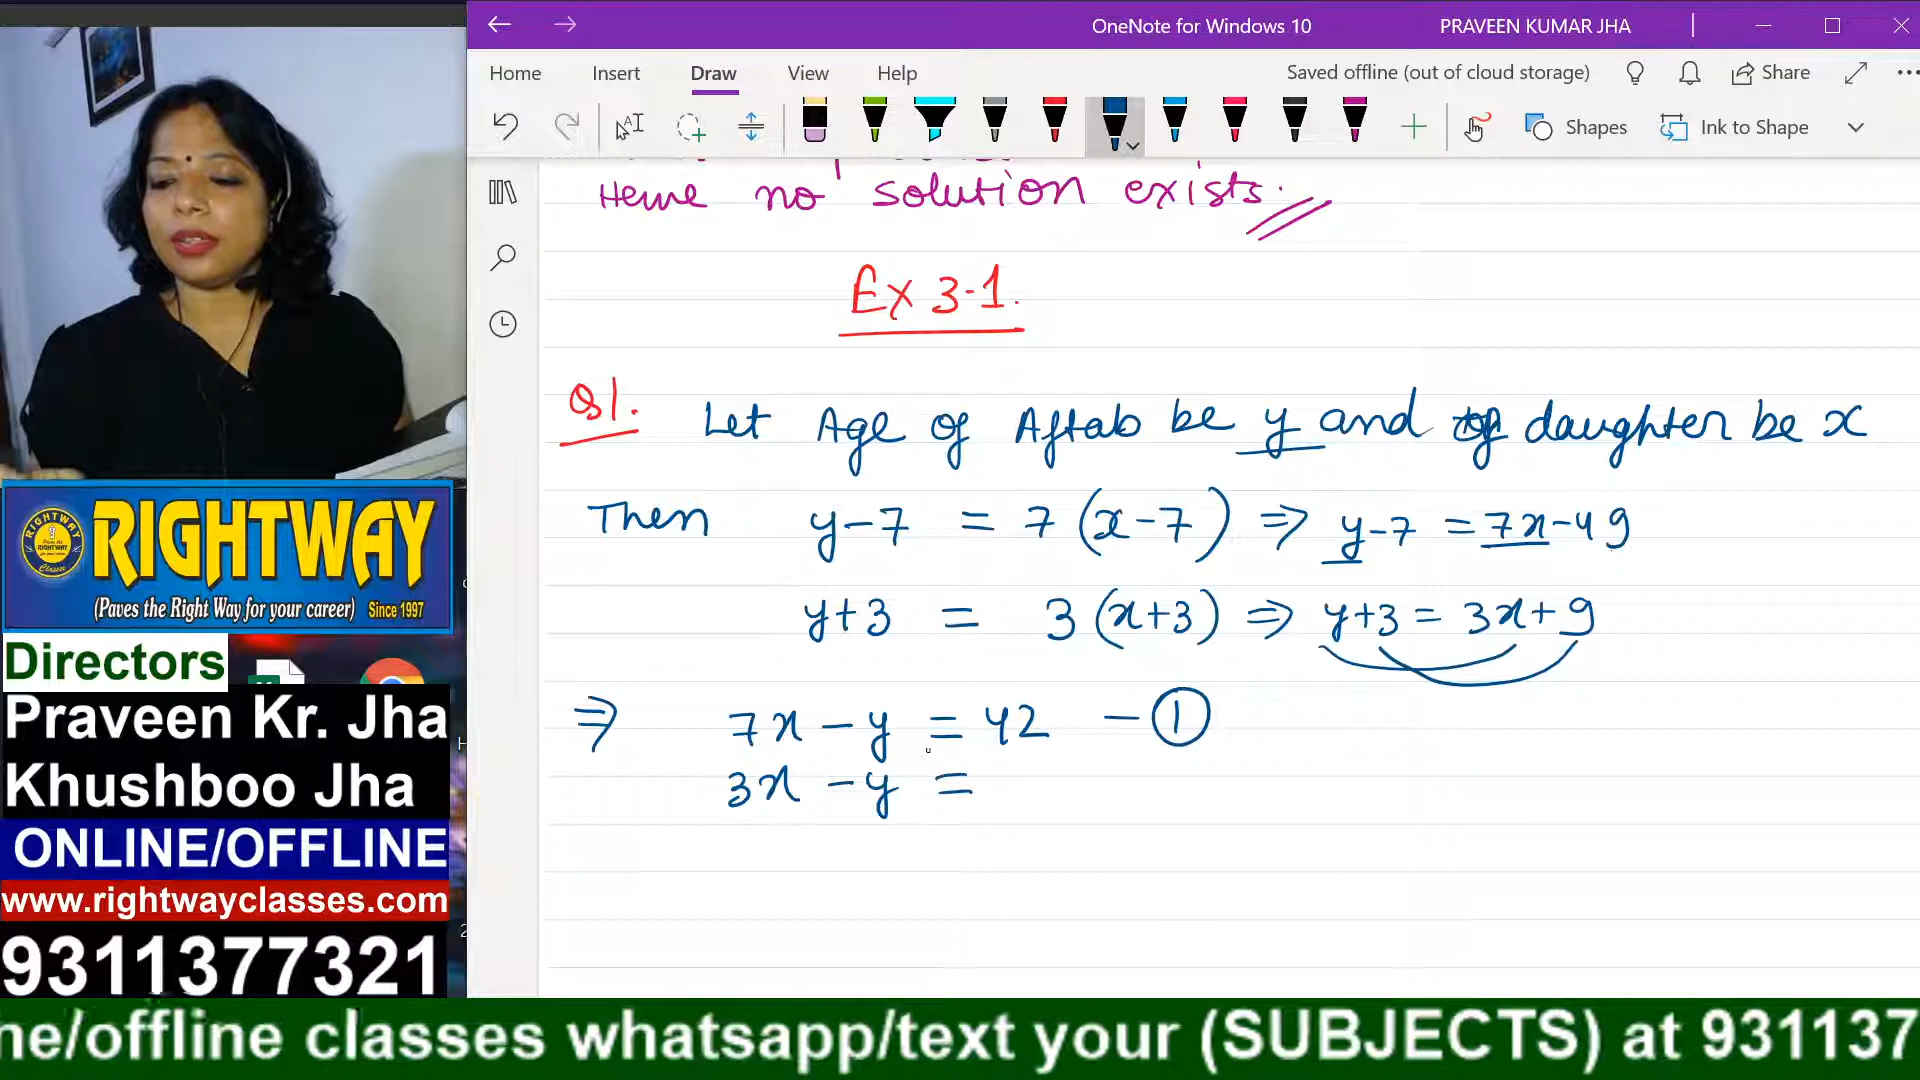 OneNote for Windows 10
PRAVEEN KUMAR JHA
Home Insert Draw View Help
Saved offline (out of cloud storage)
Share
Shapes
Ink to Shape
Hence no solution exists.
Ex 3.1.
Q1. Let Age of Aftab be y and of daughter be x
Then y-7 = 7(x-7) ⇒ y-7 = 7x-49
y+3 = 3(x+3) ⇒ y+3 = 3x+9
⇒ 7x - y = 42 - ①
3x - y =
RIGHTWAY
(Paves the Right Way for your career) Since 1997
Directors
Praveen Kr. Jha
Khushboo Jha
ONLINE/OFFLINE
www.rightwayclasses.com
9311377321
ne/offline classes whatsapp/text your (SUBJECTS) at 931137